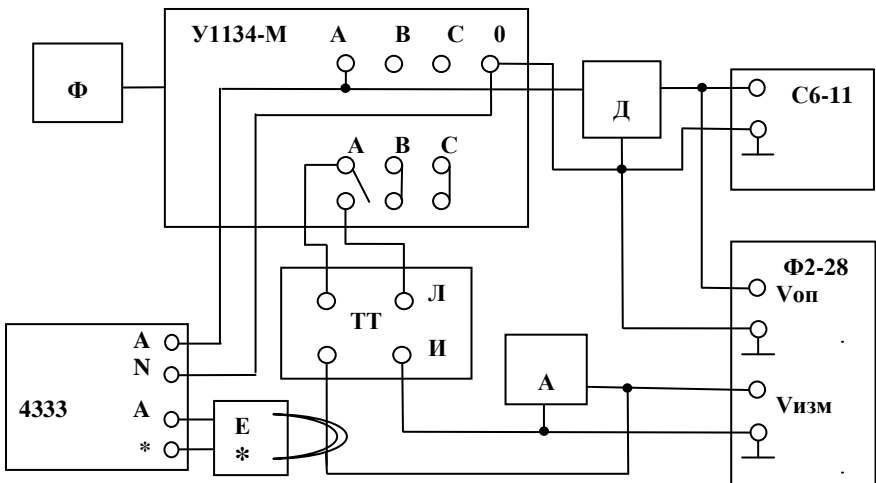 У1134-М А В С 0
Ф
Д
С6-11
А В С
Ф2-28
Vоп
ТТ Л
И
А
N
4333
А
*
Е
*
А
Vизм